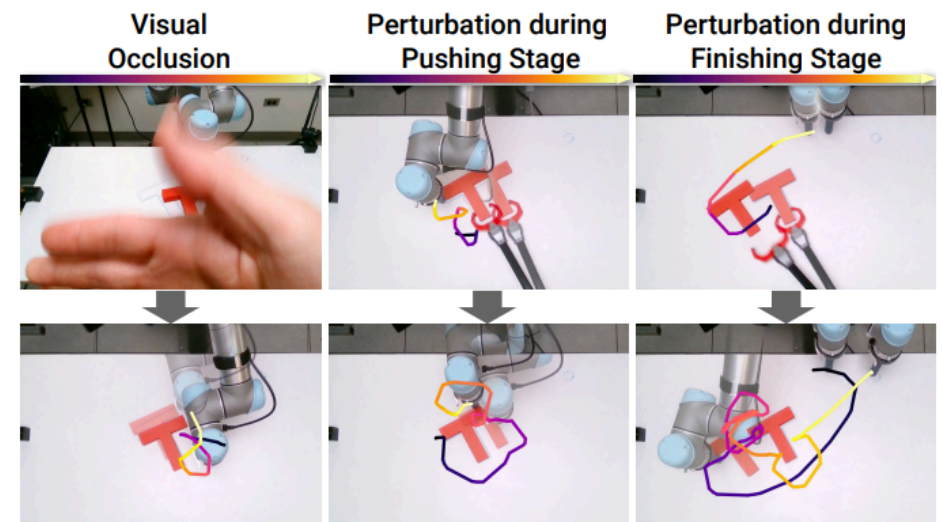 Visual
Occlusion
Perturbation during
Pushing Stage
Perturbation during
Finishing Stage